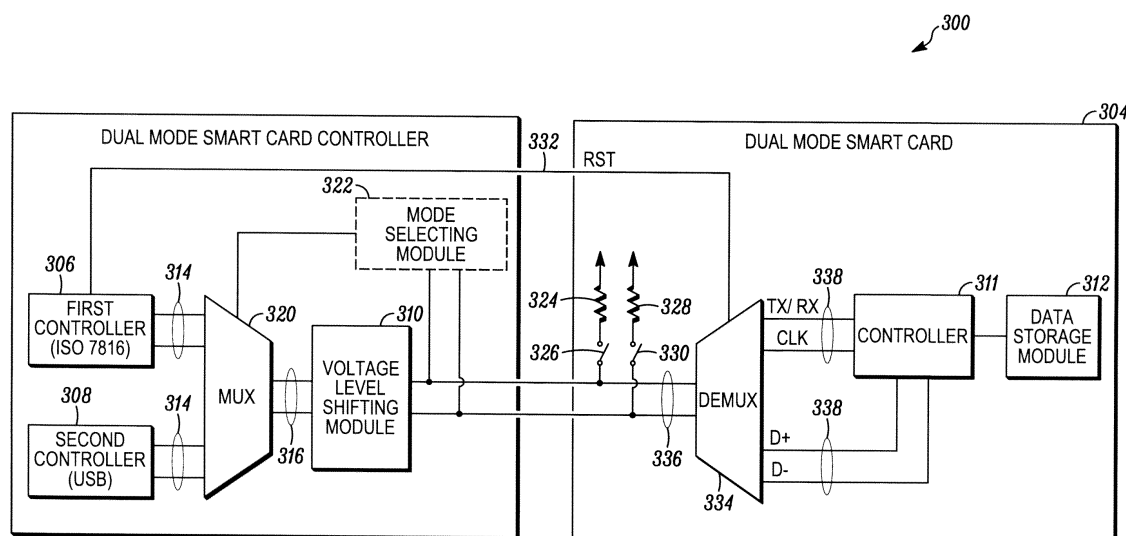 300
304
DUAL MODE SMART CARD CONTROLLER
DUAL MODE SMART CARD
332
RST
322
MODE
SELECTING
MODULE
306
314
FIRST
CONTROLLER
(ISO 7816)
320
310
324
328
326
330
338
311
312
TX/ RX
CLK
CONTROLLER
DATA
STORAGE
MODULE
MUX
VOLTAGE
LEVEL
SHIFTING
MODULE
DEMUX
308
314
SECOND
CONTROLLER
(USB)
316
336
338
D+
D-
334